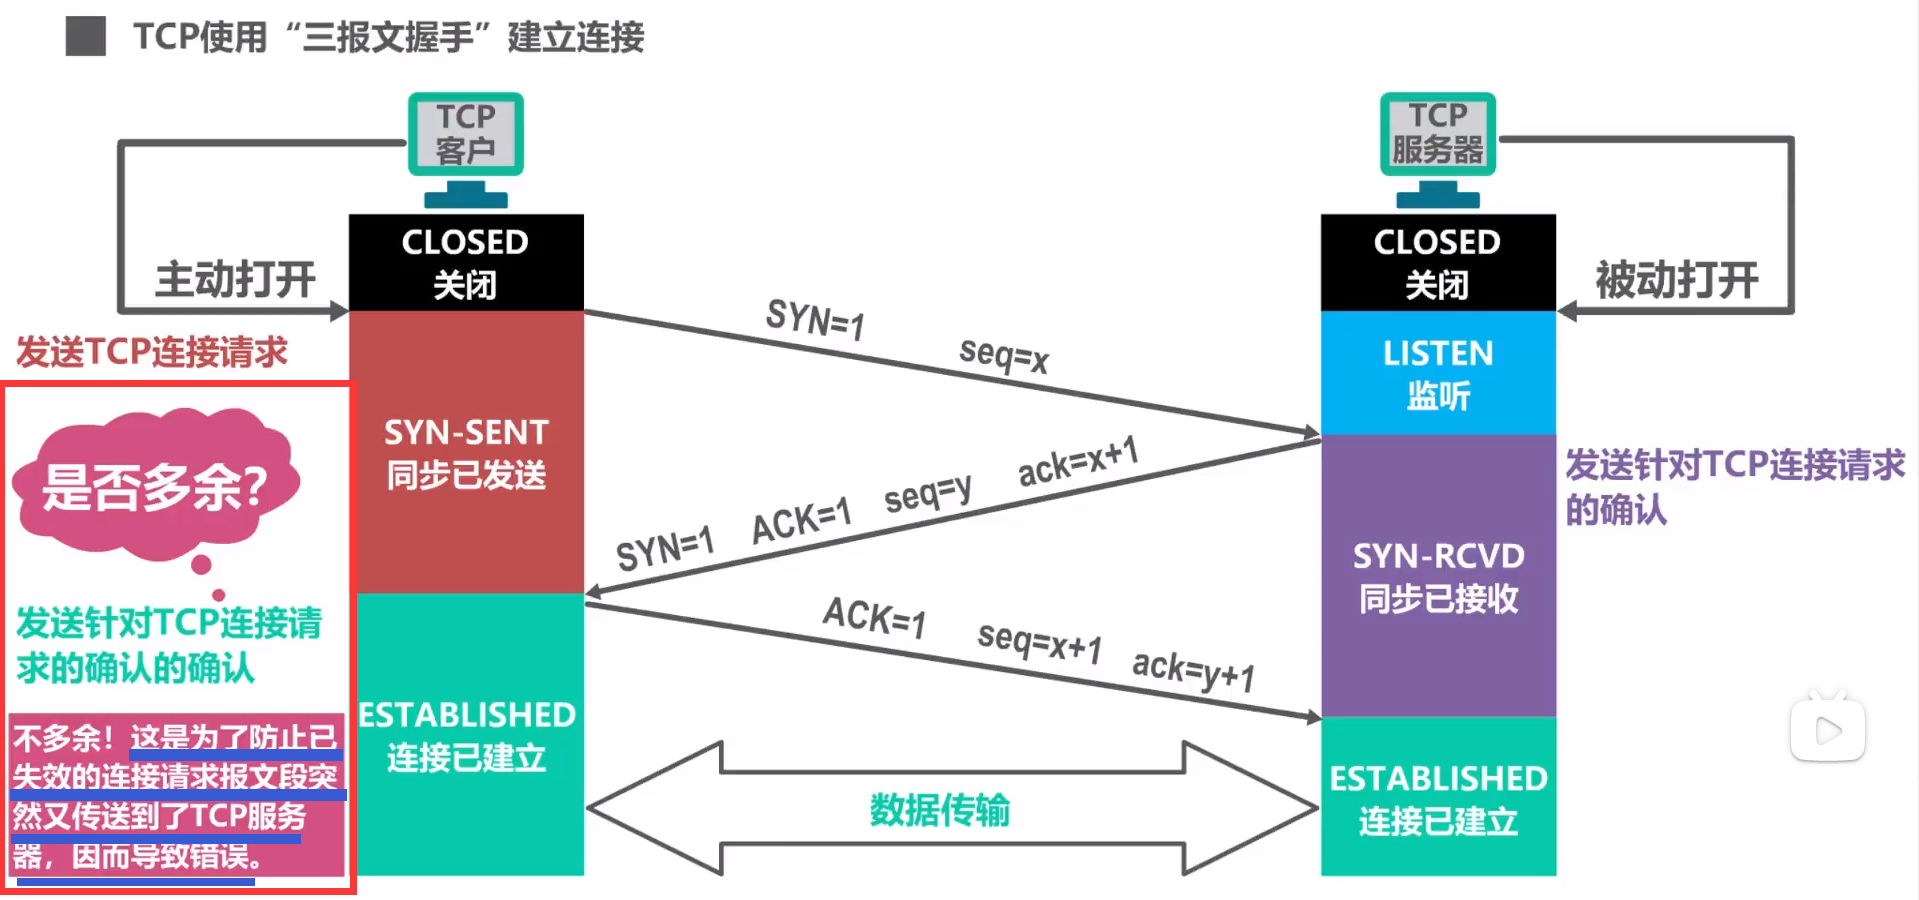 TCP使用“三报文握手”建立连接
TCP
客户
TCP
服务器
CLOSED
关闭
CLOSED
关闭
主动打开
被动打开
发送TCP连接请求
SYN=1 seq=x
LISTEN
监听
SYN-SENT
同步已发送
SYN=1 ACK=1 seq=y ack=x+1
发送针对TCP连接请求
的确认
SYN-RCVD
同步已接收
是否多余?
发送针对TCP连接请
求的确认的确认
ACK=1 seq=x+1 ack=y+1
不多余！这是为了防止已
失效的连接请求报文段突
然又传送到了TCP服务
器，因而导致错误。
ESTABLISHED
连接已建立
数据传输
ESTABLISHED
连接已建立